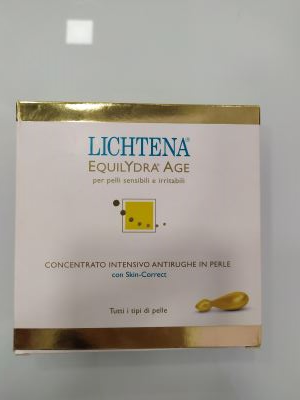 LICHTENA®
EQUILYDRA® AGE
per pelli sensibili e irritabili
CONCENTRATO INTENSIVO ANTIRUGHE IN PERLE
con Skin-Correct
Tutti i tipi di pelle